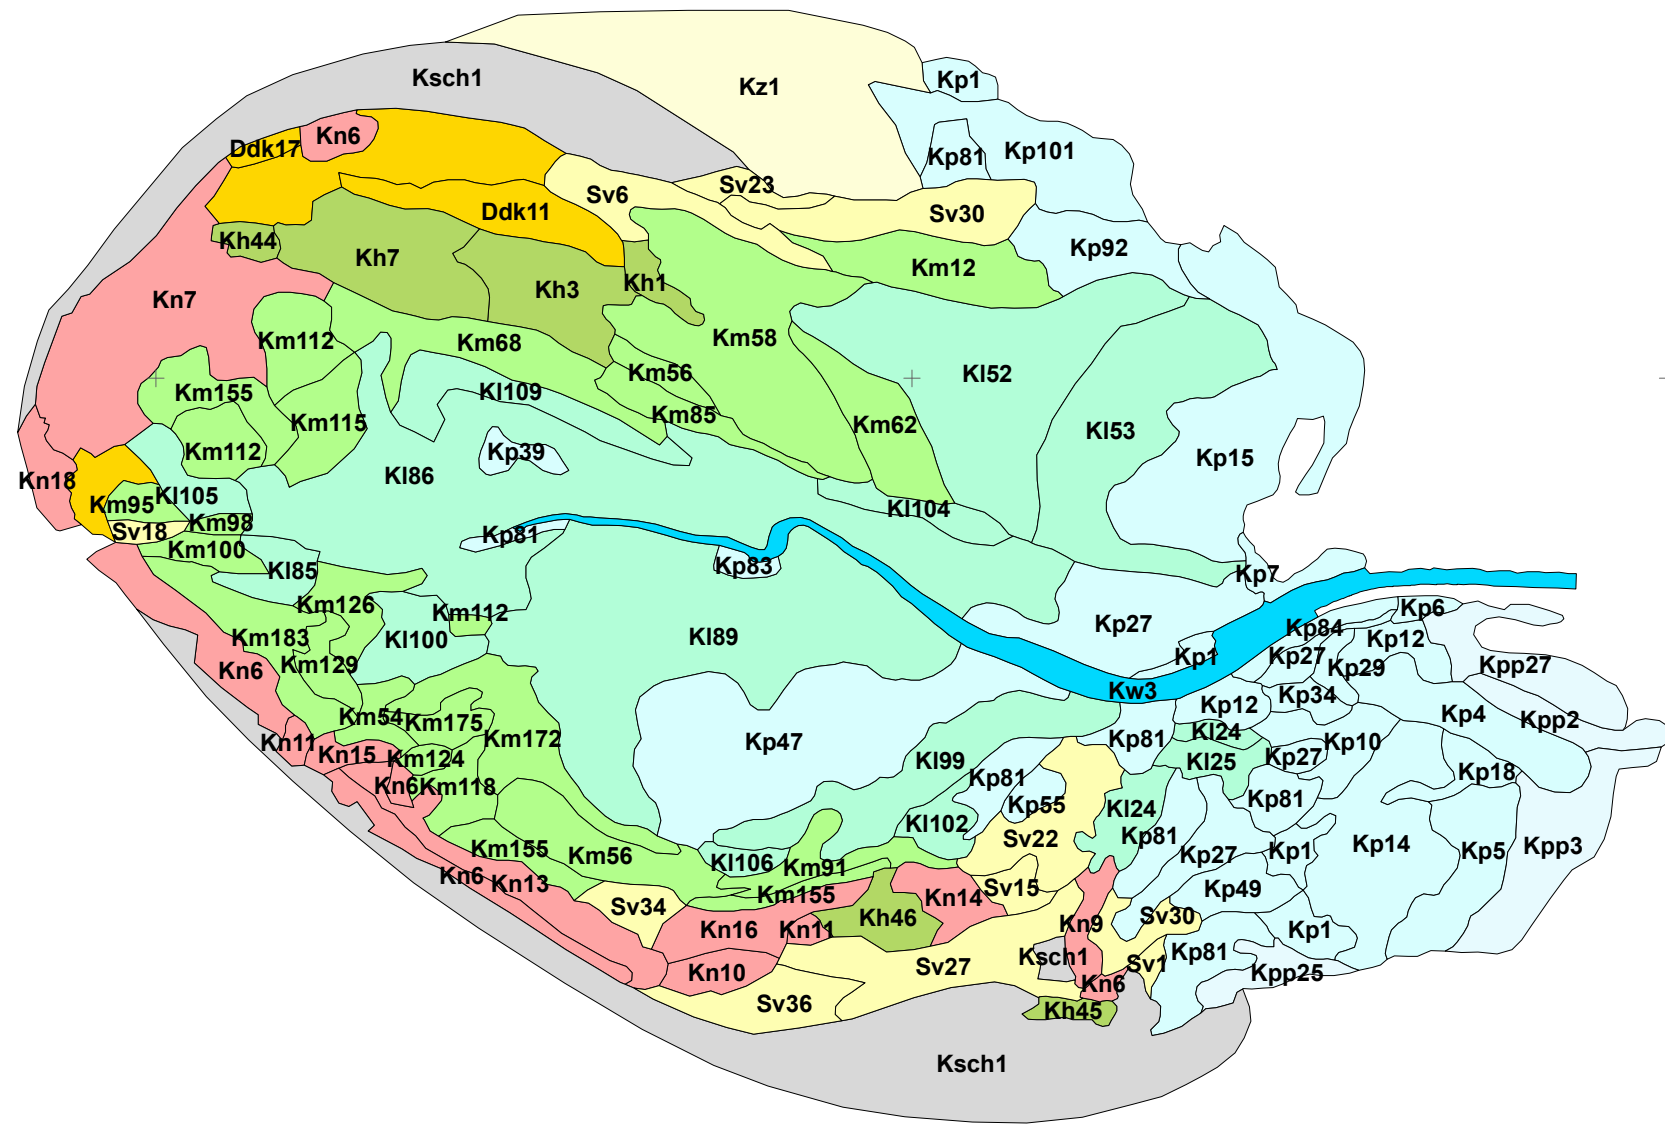 Ksch1
Kz1
Kp1
Ddk17
Kn6
Kp81
Kp101
Sv23
Sv6
Ddk11
Sv30
Kh44
Kh7
Kp92
Km12
Kh3
Kh1
Kn7
Km112
Km68
Km58
Km56
Kl52
Km155
Kl109
Km115
Km85
Km62
Kl53
Km112
Kp39
Kp15
Kn18
Kl86
Km95
Kl105
Kl104
Km98
Sv18
Kp81
Km100
Kp83
Kl85
Kp7
Km126
Km112
Kp6
Km183
Kl100
Kl89
Kp27
Kp84
Kp12
Kn6
Km129
Kp1
Kp27
Kp29
Kpp27
Kw3
Kp34
Km54
Km175
Kp12
Kp4
Kpp2
Kn11
Kn15
Km172
Kp47
Kp81
Kl24
Kp10
Km124
Kl99
Kl25
Kp27
Kn6
Km118
Kp81
Kp18
Kp55
Kp81
Kl24
Kl102
Sv22
Kp81
Km155
Km56
Kl106
Km91
Kp27
Kp1
Kp14
Kp5
Kpp3
Kn6
Kn13
Km155
Sv15
Kp49
Sv34
Kn14
Kh46
Kn16
Kn11
Kn9
Sv30
Kp1
Ksch1
Kp81
Kn10
Sv27
Sv1
Kpp25
Kn6
Sv36
Kh45
Ksch1